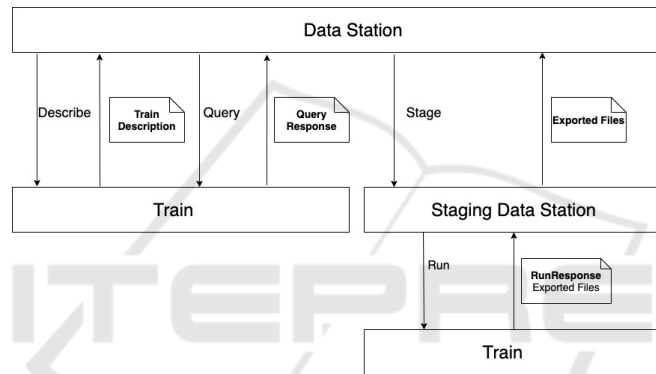 Data Station
Describe
Train
Description
Query
Query
Response
Stage
Exported Files
Train
Staging Data Station
Run
RunResponse
Exported Files
Train
ITEPRE